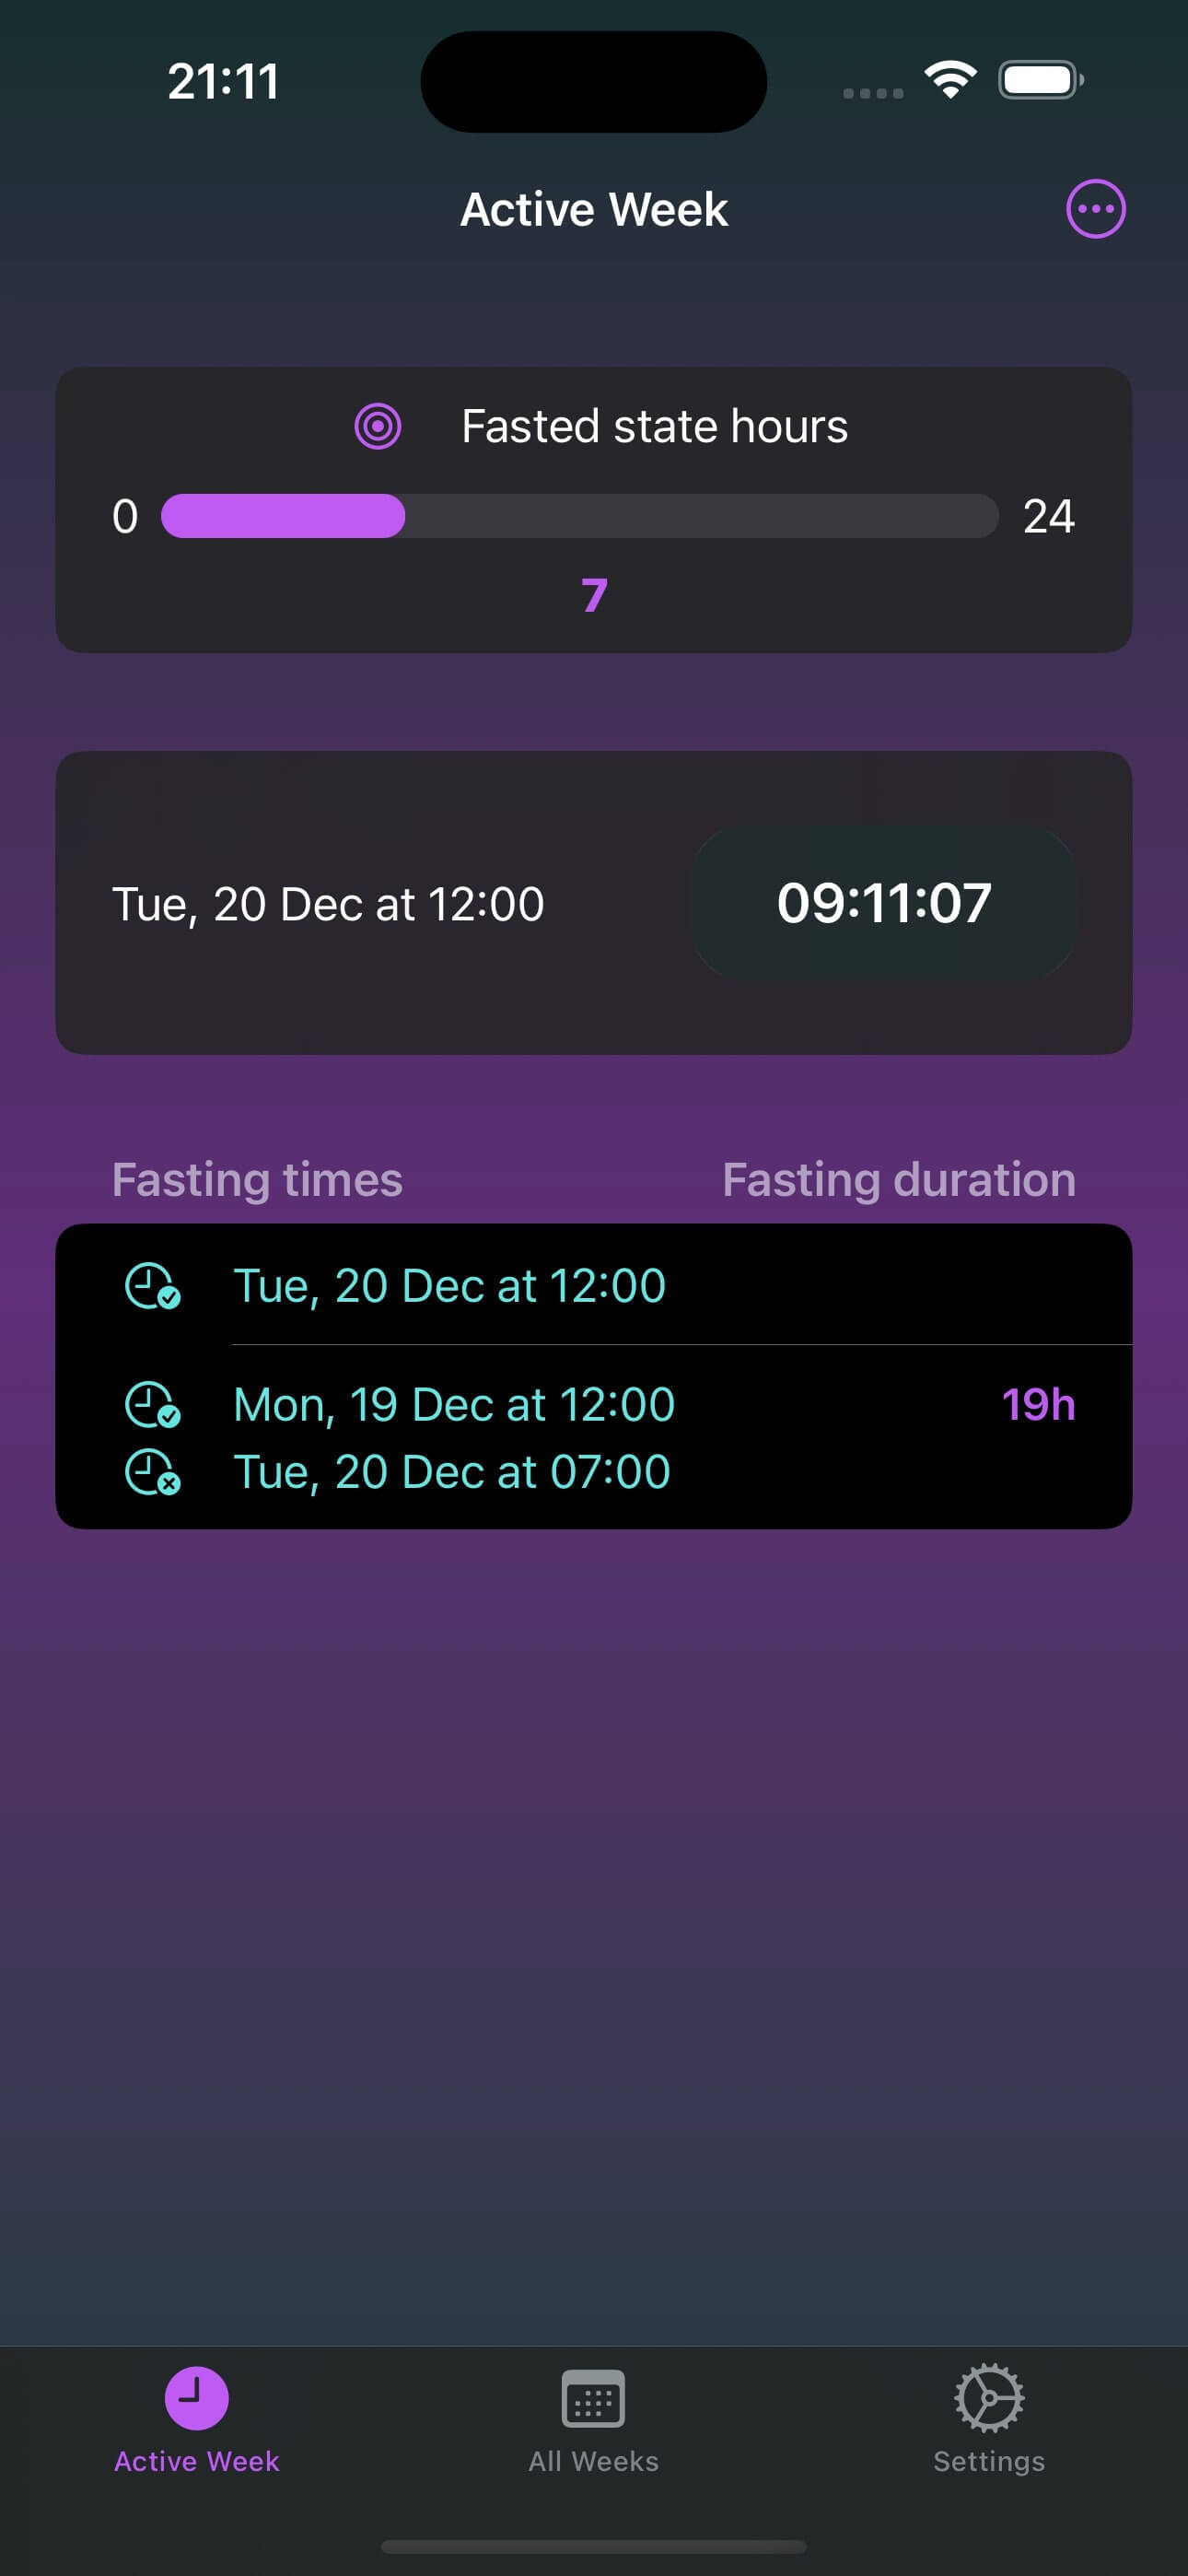 21:11
Active Week
Fasted state hours
0 24
7
Tue, 20 Dec at 12:00 09:11:07
Fasting times Fasting duration
Tue, 20 Dec at 12:00
Mon, 19 Dec at 12:00 19h
Tue, 20 Dec at 07:00
Active Week All Weeks Settings